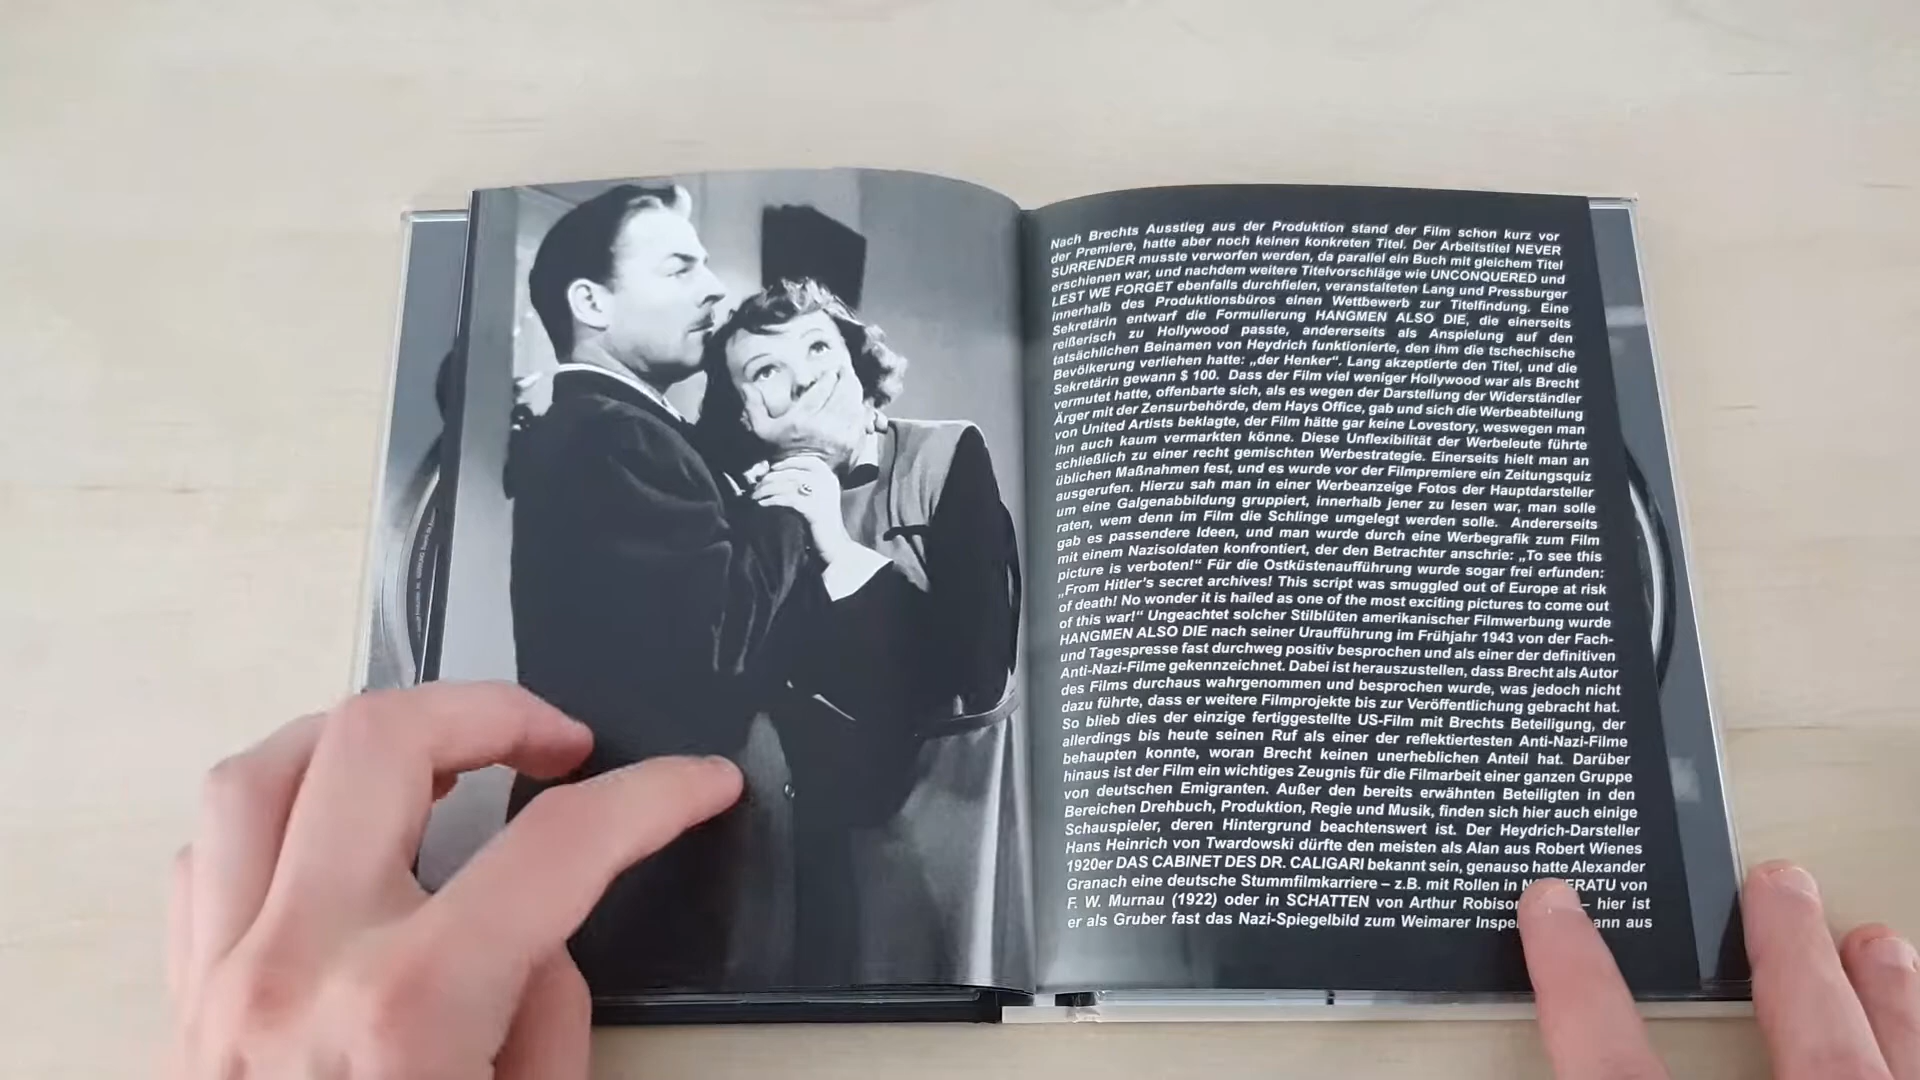 Nach Brechts Ausstieg aus der Produktion stand der Film schon kurz vor
der Premiere, hatte aber noch keinen konkreten Titel. Der Arbeitstitel NEVER
SURRENDER musste verworfen werden, da parallel ein Buch mit gleichem Titel
erschienen war, und nachdem weitere Titelvorschläge wie UNCONQUERED und
LEST WE FORGET ebenfalls durchfielen, veranstalteten Lang und Pressburger
innerhalb des Produktionsbüros einen Wettbewerb zur Titelfindung. Eine
Sekretärin entwarf die Formulierung HANGMEN ALSO DIE, die einerseits
reißerisch zu Hollywood passte, andererseits als Anspielung auf den
tatsächlichen Beinamen von Heydrich funktionierte, den ihm die tschechische
Bevölkerung verliehen hatte: „der Henker“. Lang akzeptierte den Titel, und die
Sekretärin gewann $ 100. Dass der Film viel weniger Hollywood war als Brecht
vermutet hatte, offenbarte sich, als es wegen der Darstellung der Widerständler
Ärger mit der Zensurbehörde, dem Hays Office, gab und sich die Werbeabteilung
von United Artists beklagte, der Film hätte gar keine Lovestory, weswegen man
ihn auch kaum vermarkten könne. Diese Unflexibilität der Werbeleute führte
schließlich zu einer recht gemischten Werbestrategie. Einerseits hielt man an
üblichen Maßnahmen fest, und es wurde vor der Filmpremiere ein Zeitungsquiz
ausgerufen. Hierzu sah man in einer Werbeanzeige Fotos der Hauptdarsteller
um eine Galgenabbildung gruppiert, innerhalb jener zu lesen war, man solle
raten, wem denn im Film die Schlinge umgelegt werden solle. Andererseits
gab es passendere Ideen, und man wurde durch eine Werbegrafik zum Film
mit einem Nazisoldaten konfrontiert, der den Betrachter anschrie: „To see this
picture is verboten!“ Für die Ostküstenaufführung wurde sogar frei erfunden:
„From Hitler's secret archives! This script was smuggled out of Europe at risk
of death! No wonder it is hailed as one of the most exciting pictures to come out
of this war!“ Ungeachtet solcher Stilblüten amerikanischer Filmwerbung wurde
HANGMEN ALSO DIE nach seiner Uraufführung im Frühjahr 1943 von der Fach-
und Tagespresse fast durchweg positiv besprochen und als einer der definitiven
Anti-Nazi-Filme gekennzeichnet. Dabei ist herauszustellen, dass Brecht als Autor
des Films durchaus wahrgenommen und besprochen wurde, was jedoch nicht
dazu führte, dass er weitere Filmprojekte bis zur Veröffentlichung gebracht hat.
So blieb dies der einzige fertiggestellte US-Film mit Brechts Beteiligung, der
allerdings bis heute seinen Ruf als einer der reflektiertesten Anti-Nazi-Filme
behaupten konnte, woran Brecht keinen unerheblichen Anteil hat. Darüber
hinaus ist der Film ein wichtiges Zeugnis für die Filmarbeit einer ganzen Gruppe
von deutschen Emigranten. Außer den bereits erwähnten Beteiligten in den
Bereichen Drehbuch, Produktion, Regie und Musik, finden sich hier auch einige
Schauspieler, deren Hintergrund beachtenswert ist. Der Heydrich-Darsteller
Hans Heinrich von Twardowski dürfte den meisten als Alan aus Robert Wienes
1920er DAS CABINET DES DR. CALIGARI bekannt sein, genauso hatte Alexander
Granach eine deutsche Stummfilmkarriere – z.B. mit Rollen in von
F. W. Murnau (1922) oder in SCHATTEN von Arthur – hier ist
er als Gruber fast das Nazi-Spiegelbild zum Weimarer aus